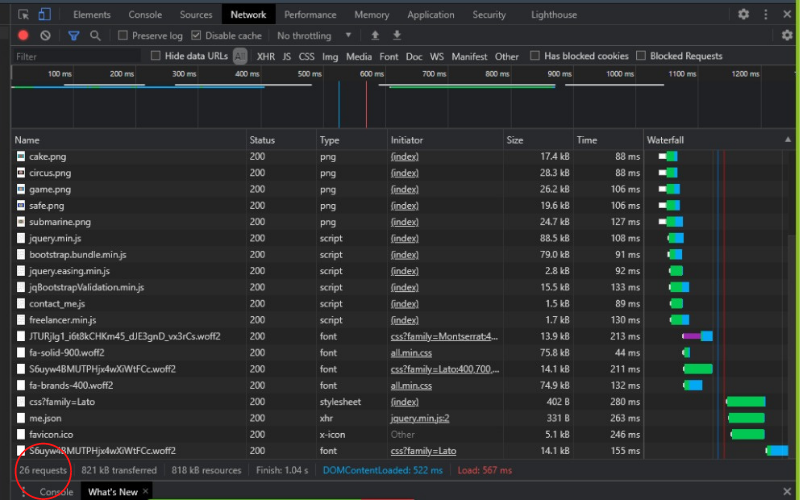 Elements Console Sources Network Performance Memory Application Security Lighthouse
Preserve log Disable cache No throttling
Filter Hide data URLs All XHR JS CSS Img Media Font Doc WS Manifest Other Has blocked cookies Blocked Requests
100 ms 200 ms 300 ms 400 ms 500 ms 600 ms 700 ms 800 ms 900 ms 1000 ms 1100 ms 1200 ms
Name Status Type Initiator Size Time Waterfall
cake.png 200 png (index) 17.4 kB 88 ms
circus.png 200 png (index) 28.3 kB 88 ms
game.png 200 png (index) 26.2 kB 106 ms
safe.png 200 png (index) 19.6 kB 106 ms
submarine.png 200 png (index) 24.7 kB 127 ms
jquery.min.js 200 script (index) 88.5 kB 108 ms
bootstrap.bundle.min.js 200 script (index) 79.0 kB 91 ms
jquery.easing.min.js 200 script (index) 2.8 kB 92 ms
jqBootstrapValidation.min.js 200 script (index) 15.5 kB 133 ms
contact_me.js 200 script (index) 1.5 kB 89 ms
freelancer.min.js 200 script (index) 1.7 kB 130 ms
JTURjIg1_i6t8kCHKm45_dJE3gnD_vx3rCs.woff2 200 font css?family=Montserrat:4... 13.9 kB 213 ms
fa-solid-900.woff2 200 font all.min.css 75.8 kB 44 ms
S6uyw4BMUTPHjx4wXiWtFCc.woff2 200 font css?family=Lato:400,700,... 14.1 kB 211 ms
fa-brands-400.woff2 200 font all.min.css 74.9 kB 132 ms
css?family=Lato 200 stylesheet (index) 402 B 280 ms
me.json 200 xhr jquery.min.js:2 331 B 263 ms
favicon.ico 200 x-icon Other 5.1 kB 246 ms
S6uyw4BMUTPHjx4wXiWtFCc.woff2 200 font css?family=Lato 14.1 kB 155 ms
26 requests 821 kB transferred 818 kB resources Finish: 1.04 s DOMContentLoaded: 522 ms Load: 567 ms
Console What's New